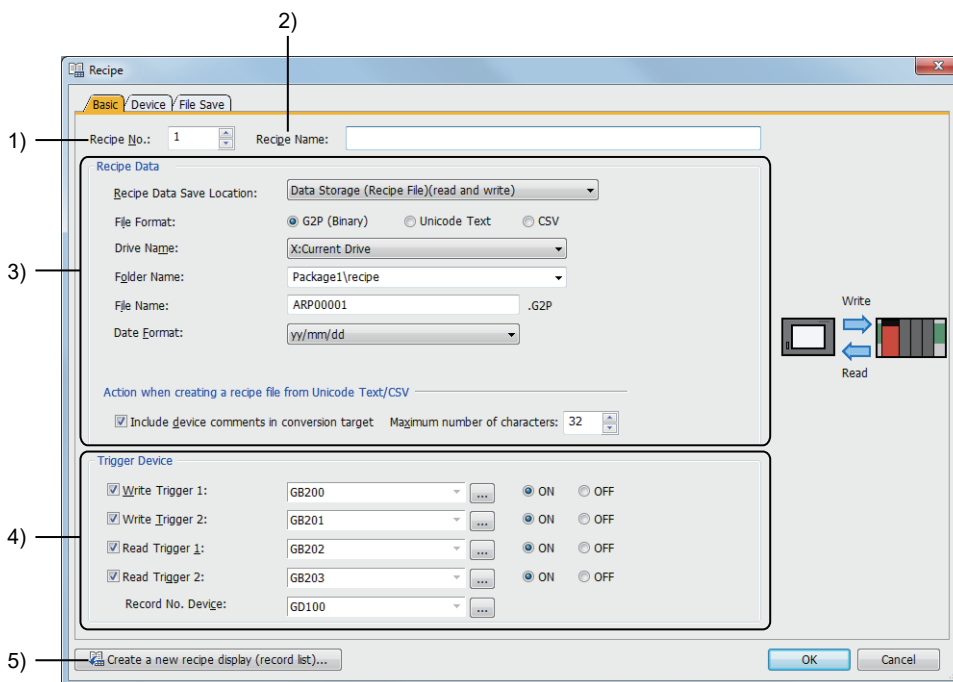 2)
Recipe
x
Basic Device File Save
1) Recipe No.: 1 Recipe Name:
Recipe Data
Recipe Data Save Location: Data Storage (Recipe File)(read and write)
File Format: G2P (Binary) Unicode Text CSV
Drive Name: X:Current Drive
3) Folder Name: Package1\recipe
File Name: ARP00001 .G2P
Date Format: yy/mm/dd
Write
Read
Action when creating a recipe file from Unicode Text/CSV
Include device comments in conversion target Maximum number of characters: 32
Trigger Device
Write Trigger 1: GB200 ... ON OFF
Write Trigger 2: GB201 ... ON OFF
4) Read Trigger 1: GB202 ... ON OFF
Read Trigger 2: GB203 ... ON OFF
Record No. Device: GD100 ...
5) Create a new recipe display (record list)... OK Cancel